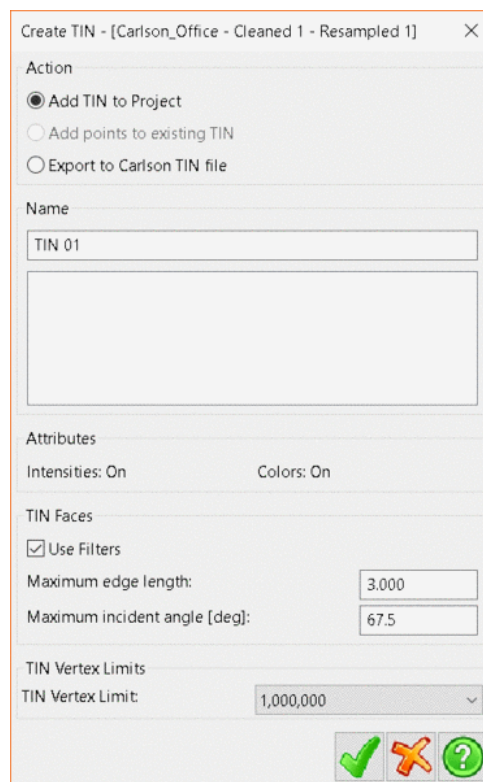 Create TIN - [Carlson_Office - Cleaned 1 - Resampled 1]
Action
Add TIN to Project
Add points to existing TIN
Export to Carlson TIN file
Name
TIN 01
Attributes
Intensities: On Colors: On
TIN Faces
Use Filters
Maximum edge length: 3.000
Maximum incident angle [deg]: 67.5
TIN Vertex Limits
TIN Vertex Limit: 1,000,000